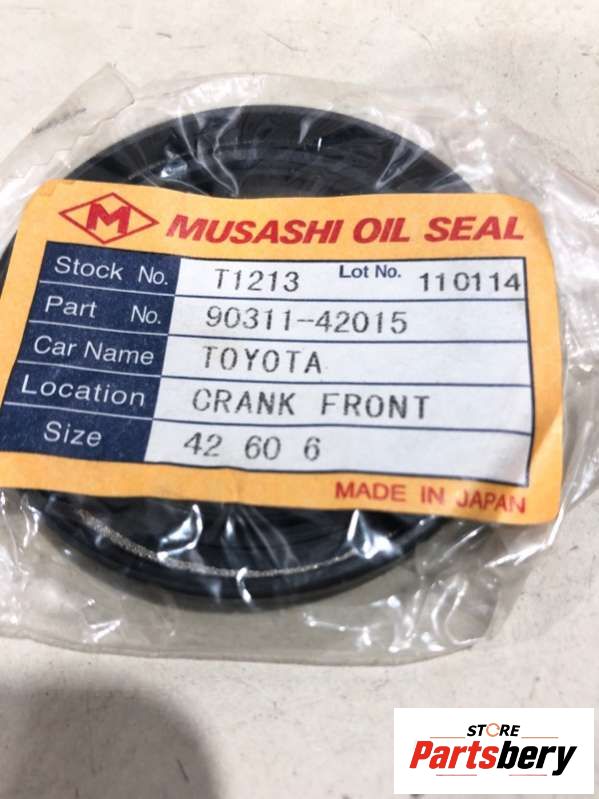 M MUSASHI OIL SEAL
Stock No. T1213 Lot No. 110114
Part No. 90311-42015
Car Name TOYOTA
Location CRANK FRONT
Size 42 60 6
MADE IN JAPAN
STORE
Partsbery